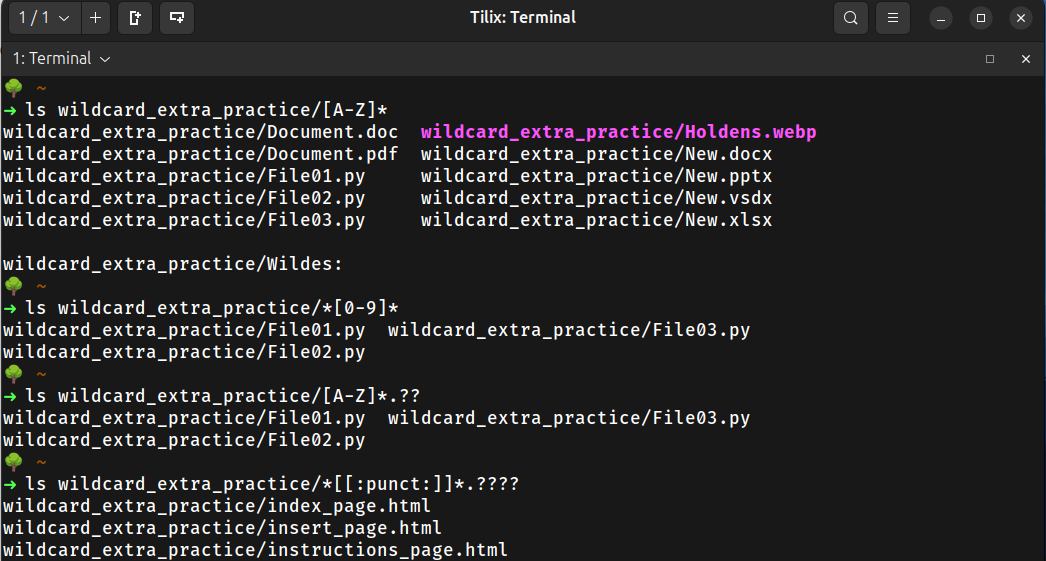 1 / 1
Tilix: Terminal
1: Terminal
~
➜ ls wildcard_extra_practice/[A-Z]*
wildcard_extra_practice/Document.doc  wildcard_extra_practice/Holdens.webp
wildcard_extra_practice/Document.pdf  wildcard_extra_practice/New.docx
wildcard_extra_practice/File01.py     wildcard_extra_practice/New.pptx
wildcard_extra_practice/File02.py     wildcard_extra_practice/New.vsdx
wildcard_extra_practice/File03.py     wildcard_extra_practice/New.xlsx
wildcard_extra_practice/Wildes:
~
➜ ls wildcard_extra_practice/*[0-9]*
wildcard_extra_practice/File01.py  wildcard_extra_practice/File03.py
wildcard_extra_practice/File02.py
~
➜ ls wildcard_extra_practice/[A-Z]*.??
wildcard_extra_practice/File01.py  wildcard_extra_practice/File03.py
wildcard_extra_practice/File02.py
~
➜ ls wildcard_extra_practice/*[[:punct:]]*.????
wildcard_extra_practice/index_page.html
wildcard_extra_practice/insert_page.html
wildcard_extra_practice/instructions_page.html